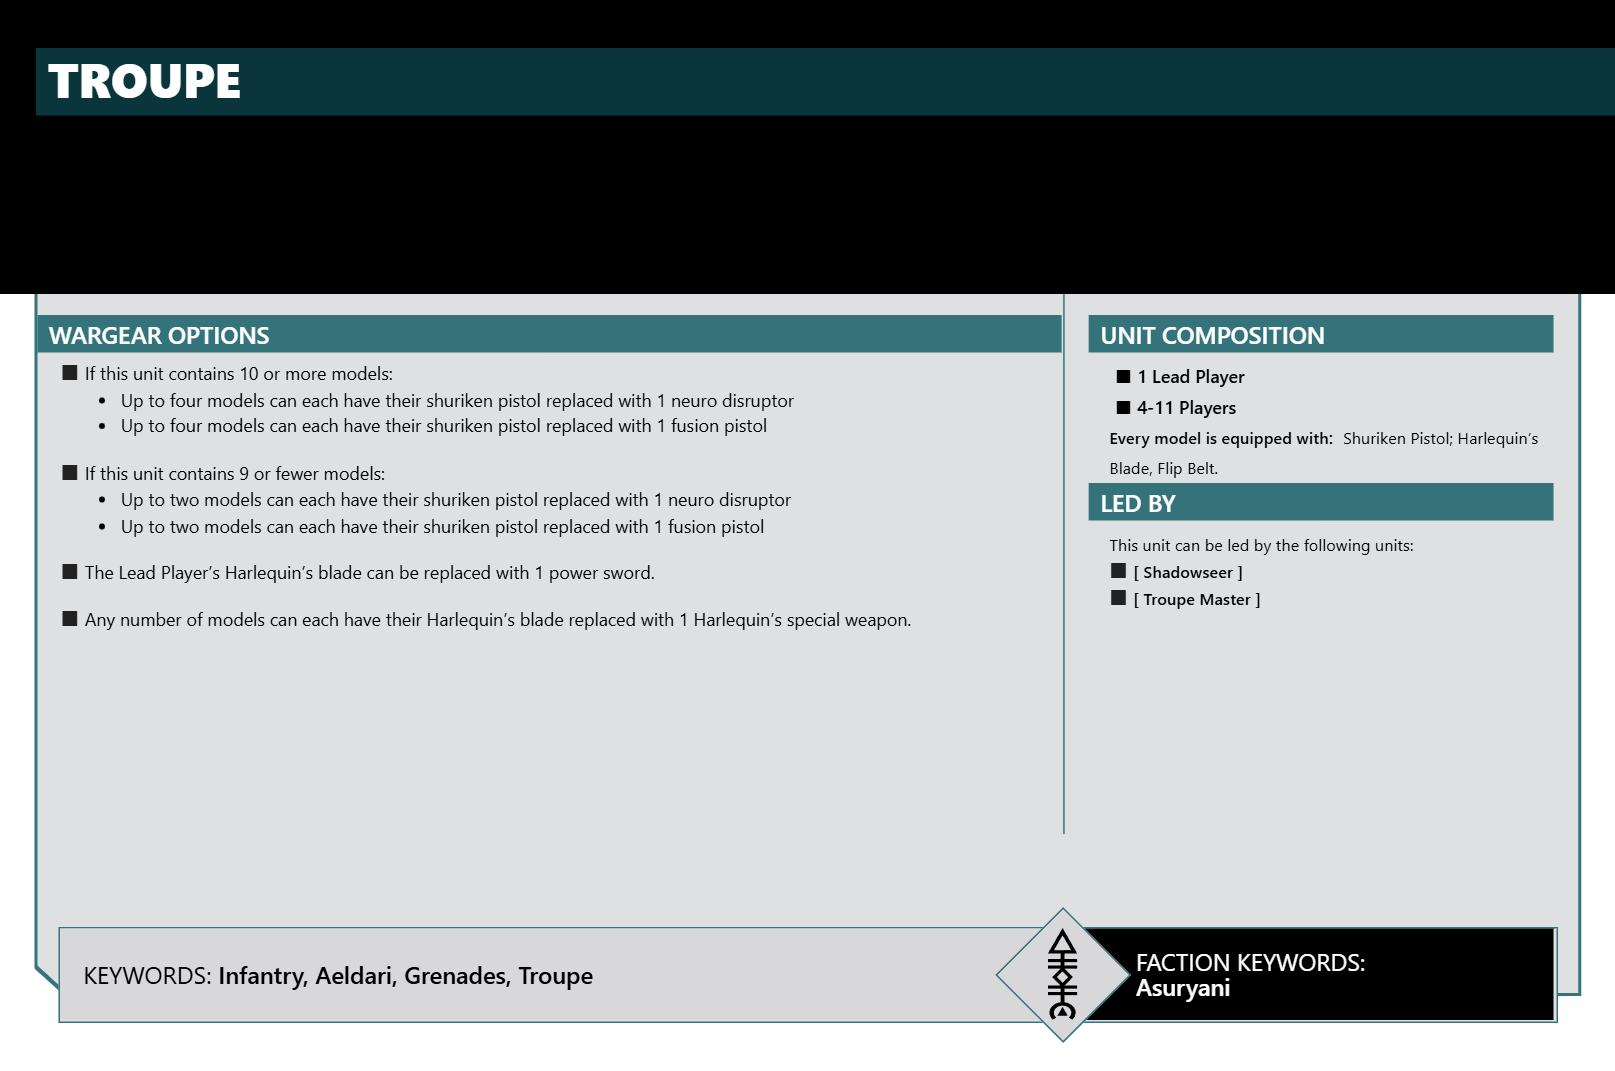 TROUPE
WARGEAR OPTIONS
■ If this unit contains 10 or more models:
• Up to four models can each have their shuriken pistol replaced with 1 neuro disruptor
• Up to four models can each have their shuriken pistol replaced with 1 fusion pistol
■ If this unit contains 9 or fewer models:
• Up to two models can each have their shuriken pistol replaced with 1 neuro disruptor
• Up to two models can each have their shuriken pistol replaced with 1 fusion pistol
■ The Lead Player’s Harlequin’s blade can be replaced with 1 power sword.
■ Any number of models can each have their Harlequin’s blade replaced with 1 Harlequin’s special weapon.
UNIT COMPOSITION
■ 1 Lead Player
■ 4-11 Players
Every model is equipped with: Shuriken Pistol; Harlequin’s
Blade, Flip Belt.
LED BY
This unit can be led by the following units:
■ [ Shadowseer ]
■ [ Troupe Master ]
KEYWORDS: Infantry, Aeldari, Grenades, Troupe
FACTION KEYWORDS:
Asuryani